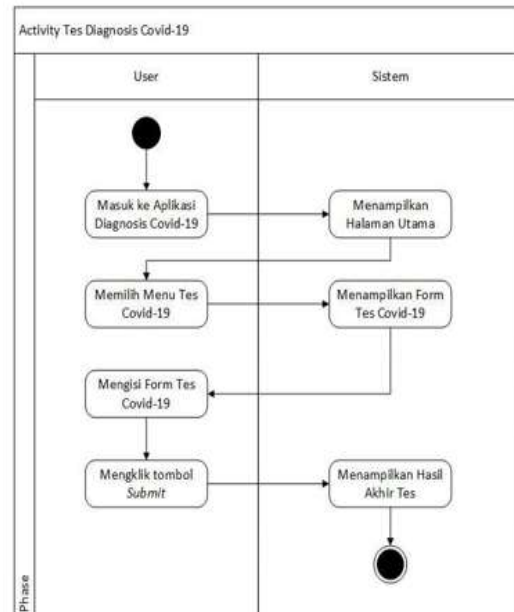 Activity Tes Diagnosis Covid-19
User
Sistem
Masuk ke Aplikasi
Diagnosis Covid-19
Menampilkan
Halaman Utama
Memilih Menu Tes
Covid-19
Menampilkan Form
Tes Covid-19
Mengisi Form Tes
Covid-19
Mengklik tombol
Submit
Menampilkan Hasil
Akhir Tes
Phase